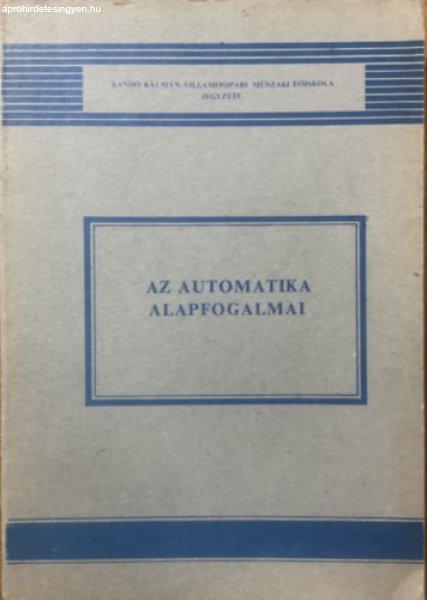 aprohirdetesingyen.hu
KANDÓ KÁLMÁN VILLAMOSIPARI MŰSZAKI FŐISKOLA
JEGYZETE
AZ AUTOMATIKA
ALAPFOGALMAI